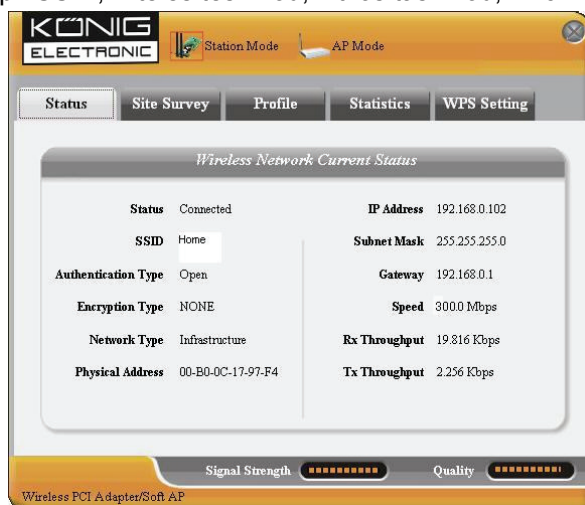 KÖNIG
ELECTRONIC
Station Mode
AP Mode
Status
Site Survey
Profile
Statistics
WPS Setting
Wireless Network Current Status
Status Connected
IP Address 192.168.0.102
SSID Home
Subnet Mask 255.255.255.0
Authentication Type Open
Gateway 192.168.0.1
Encryption Type NONE
Speed 300.0 Mbps
Network Type Infrastructure
Rx Throughput 19.816 Kbps
Physical Address 00-B0-0C-17-97-F4
Tx Throughput 2.256 Kbps
Signal Strength
Quality
Wireless PCI Adapter/Soft AP